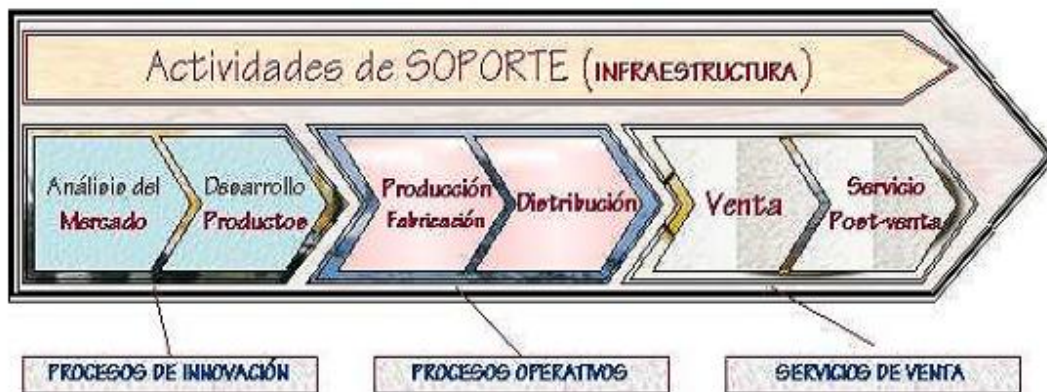 Actividades de SOPORTE (INFRAESTRUCTURA)
Análisis del
Mercado
Desarrollo
Productos
Producción
Fabricación
Distribución
Venta
Servicio
Post-venta
PROCESOS DE INNOVACIÓN
PROCESOS OPERATIVOS
SERVICIOS DE VENTA